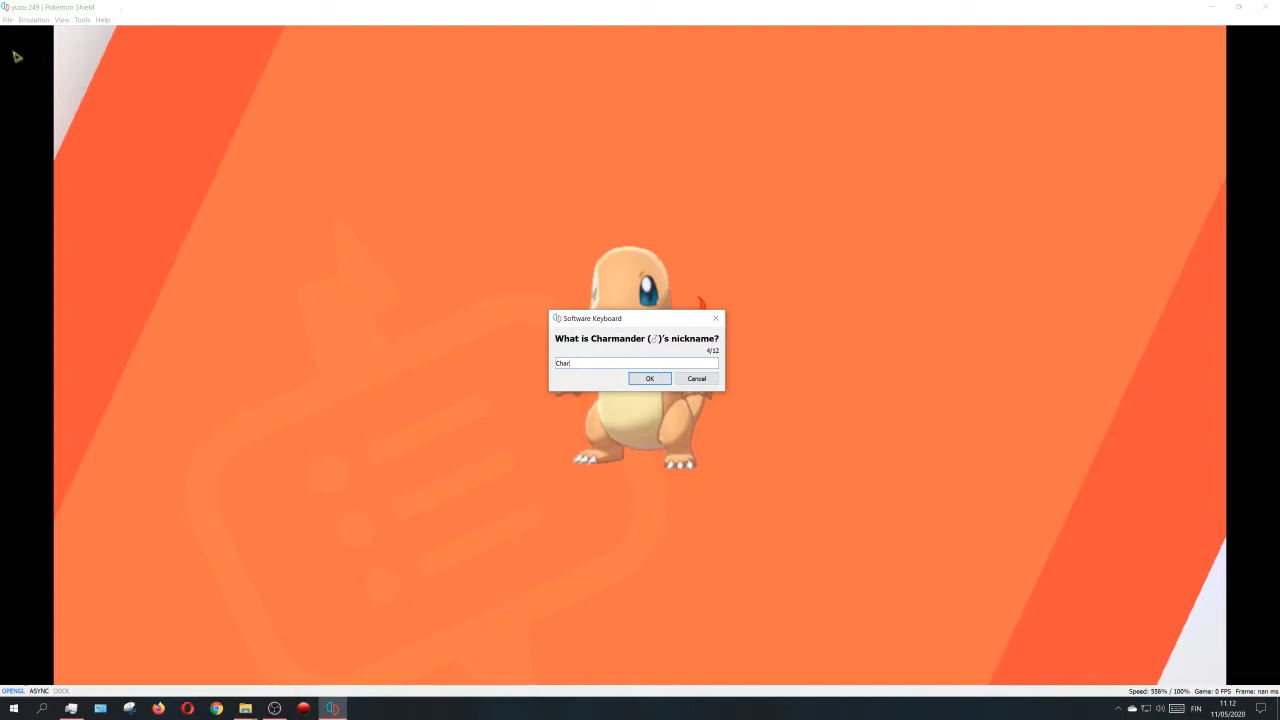 yuzu 249 | Pokémon Shield
File Emulation View Tools Help
Software Keyboard
What is Charmander (♂)'s nickname?
4/12
Char
OK Cancel
OPENGL ASYNC DOCK
Speed: 556% / 100% Game: 0 FPS Frame: nan ms
FIN
11.12
11/05/2020